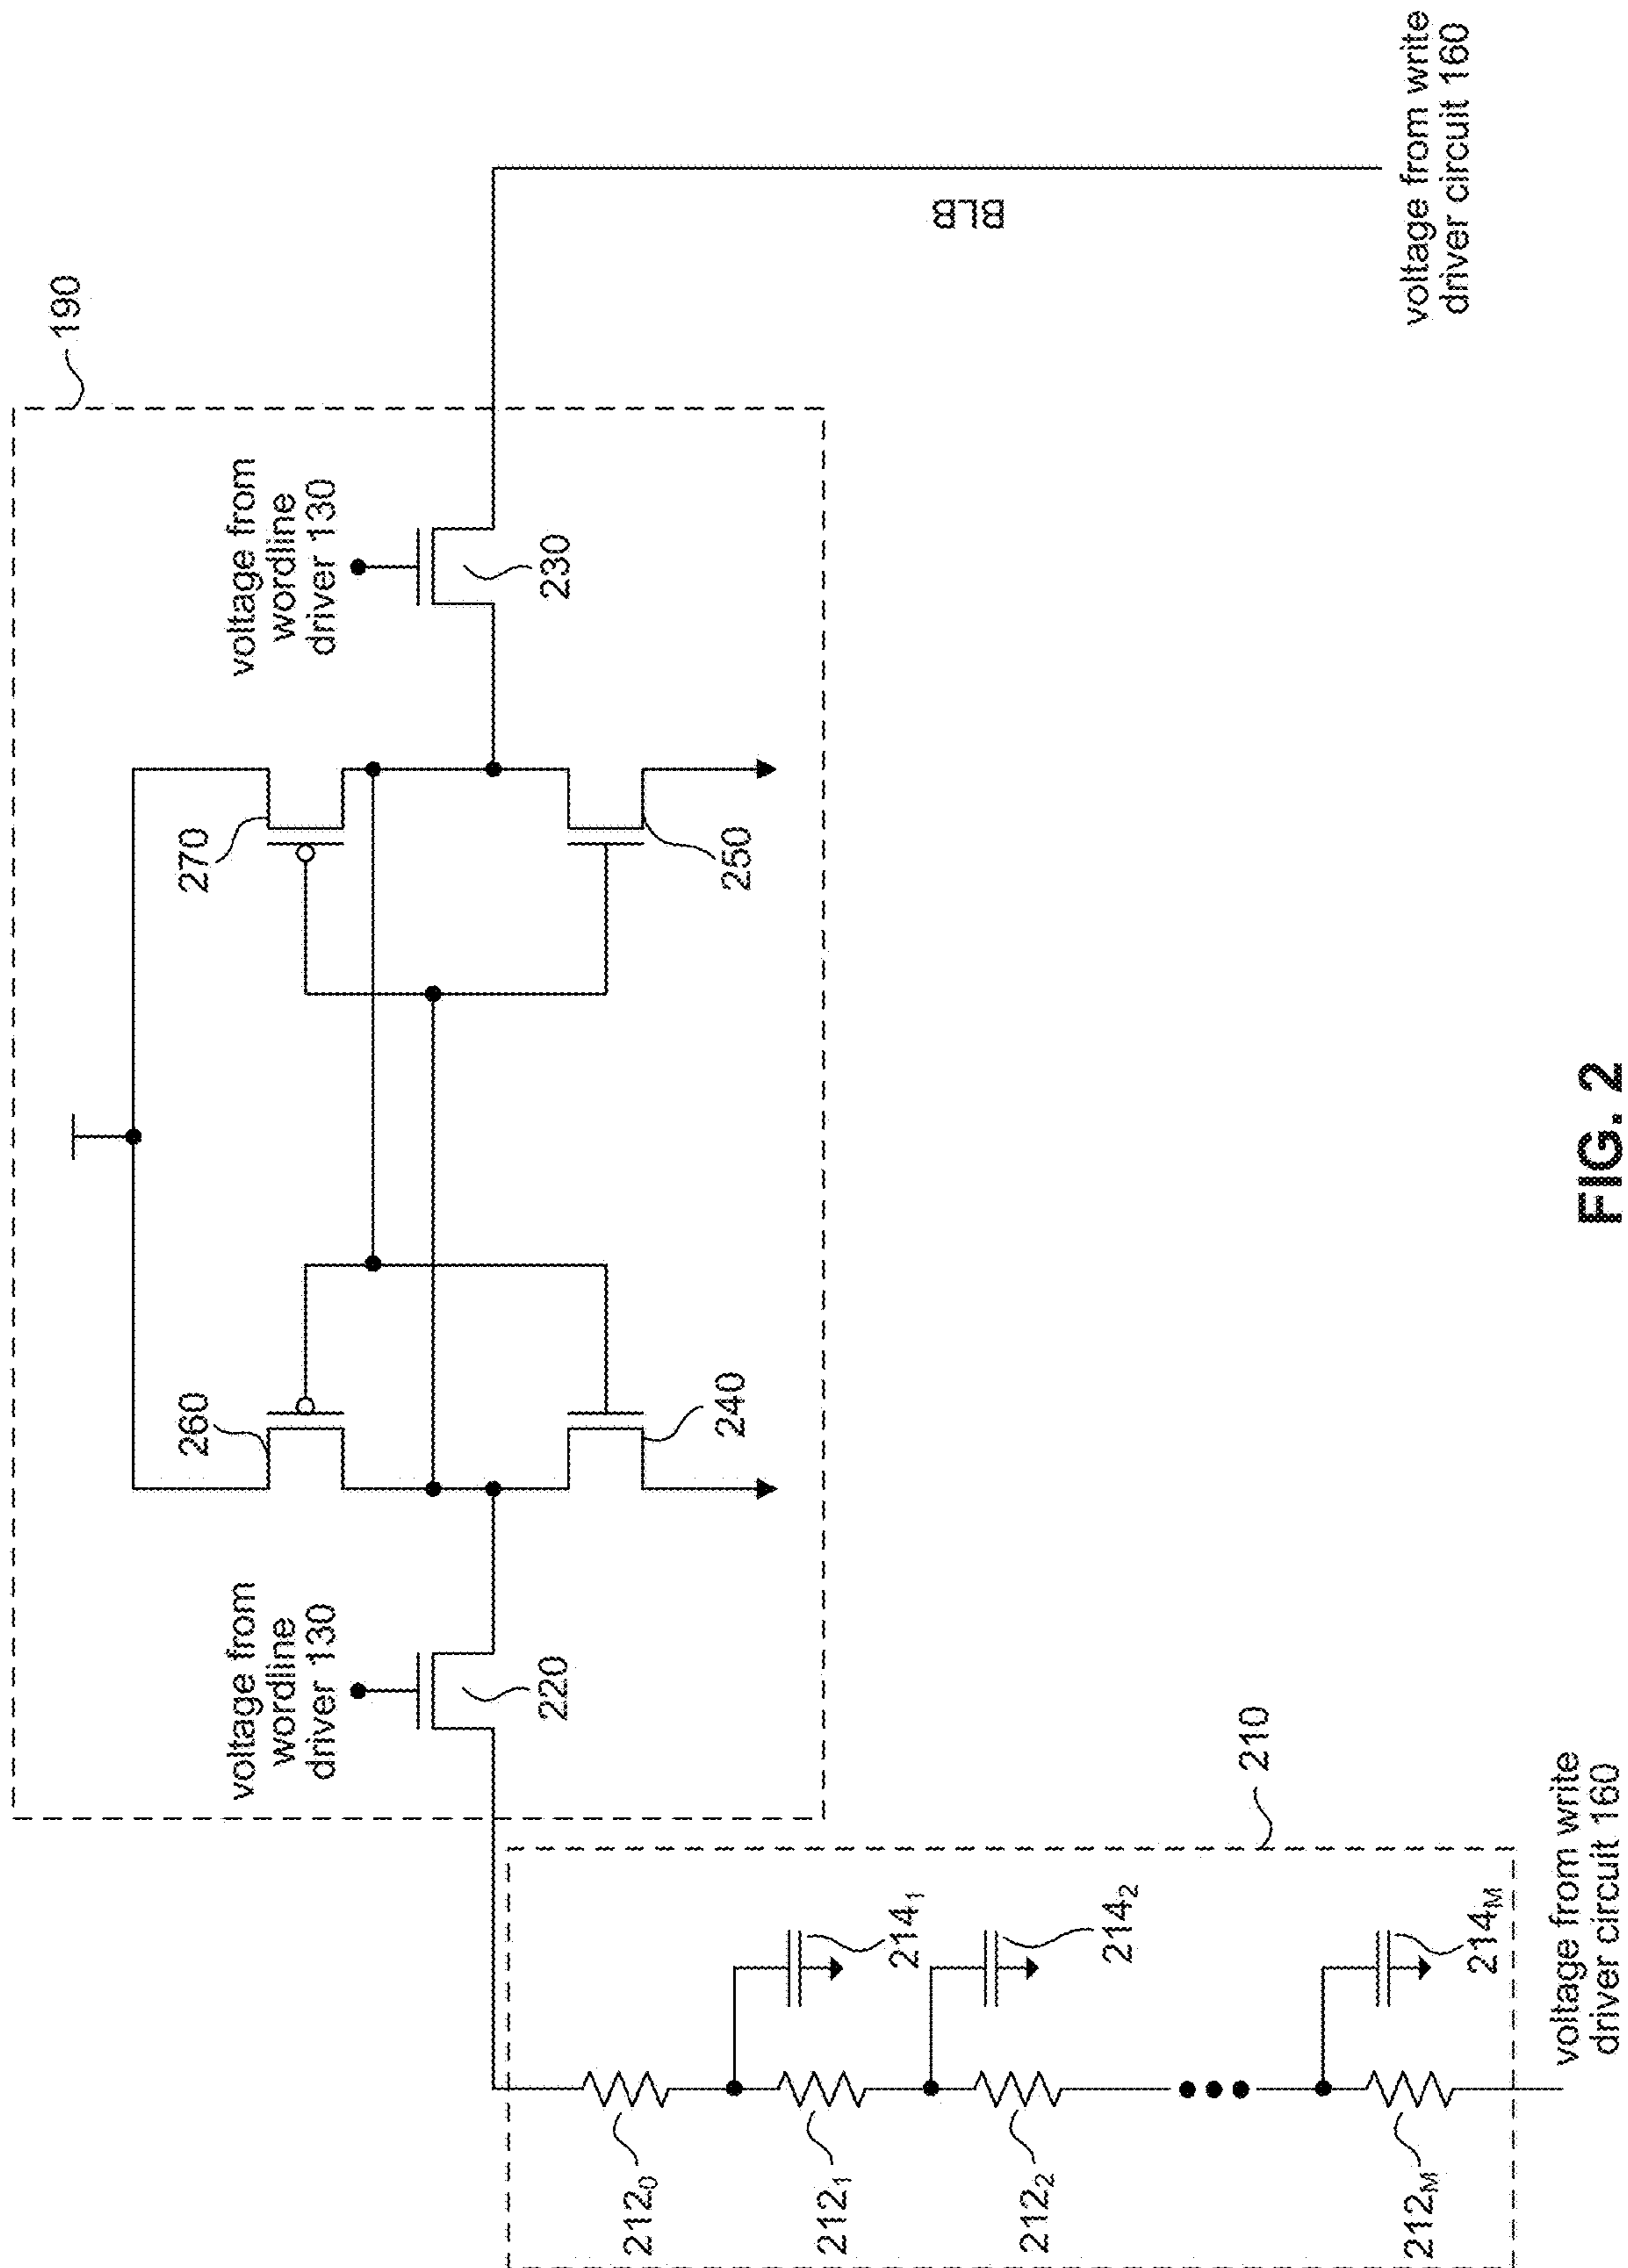 190
260
270
voltage from
wordline
driver 130
voltage from
wordline
driver 130
220
230
212₀
240
250
212₁
214₁
BLB
212₂
214₂
210
212M
214M
voltage from write
driver circuit 160
voltage from write
driver circuit 160
FIG. 2